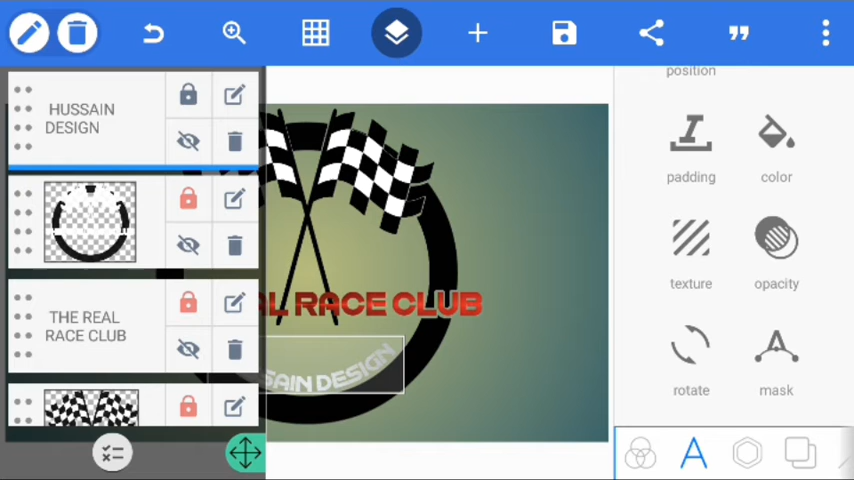 HUSSAIN
DESIGN
THE REAL
RACE CLUB
AL RACE CLUB
SAIN DESIGN
position
padding
color
texture
opacity
rotate
mask
A